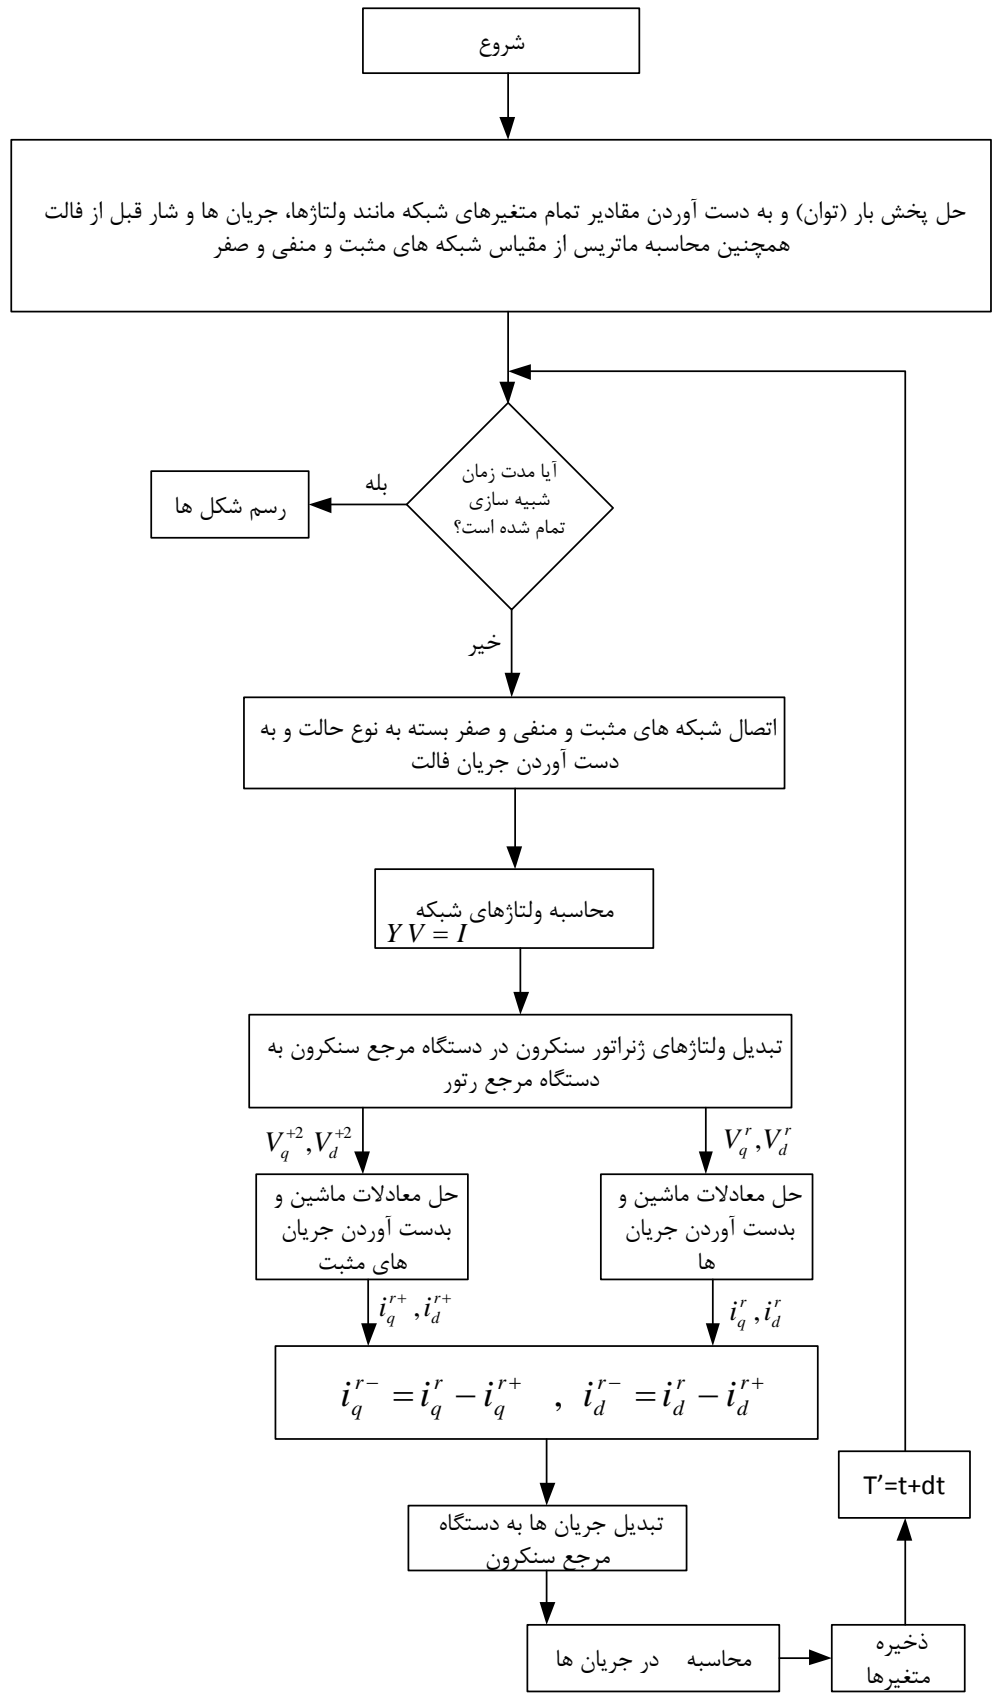 شروع
حل پخش بار (توان) و به دست آوردن مقادیر تمام متغیرهای شبکه مانند ولتاژها، جریان ها و شار قبل از فالت
همچنین محاسبه ماتریس از مقیاس شبکه های مثبت و منفی و صفر
آیا مدت زمان
شبیه سازی
تمام شده است؟
بله
رسم شکل ها
خیر
اتصال شبکه های مثبت و منفی و صفر بسته به نوع حالت و به
دست آوردن جریان فالت
محاسبه ولتاژهای شبکه
Y V = I
تبدیل ولتاژهای ژنراتور سنکرون در دستگاه مرجع سنکرون به
دستگاه مرجع رتور
V_q^{+2}, V_d^{+2}
V_q^r, V_d^r
حل معادلات ماشین و
بدست آوردن جریان
های مثبت
حل معادلات ماشین و
بدست آوردن جریان
ها
i_q^{r+}, i_d^{r+}
i_q^r, i_d^r
i_q^{r-} = i_q^r - i_q^{r+} , i_d^{r-} = i_d^r - i_d^{r+}
T′=t+dt
تبدیل جریان ها به دستگاه
مرجع سنکرون
محاسبه در جریان ها
ذخیره
متغیرها